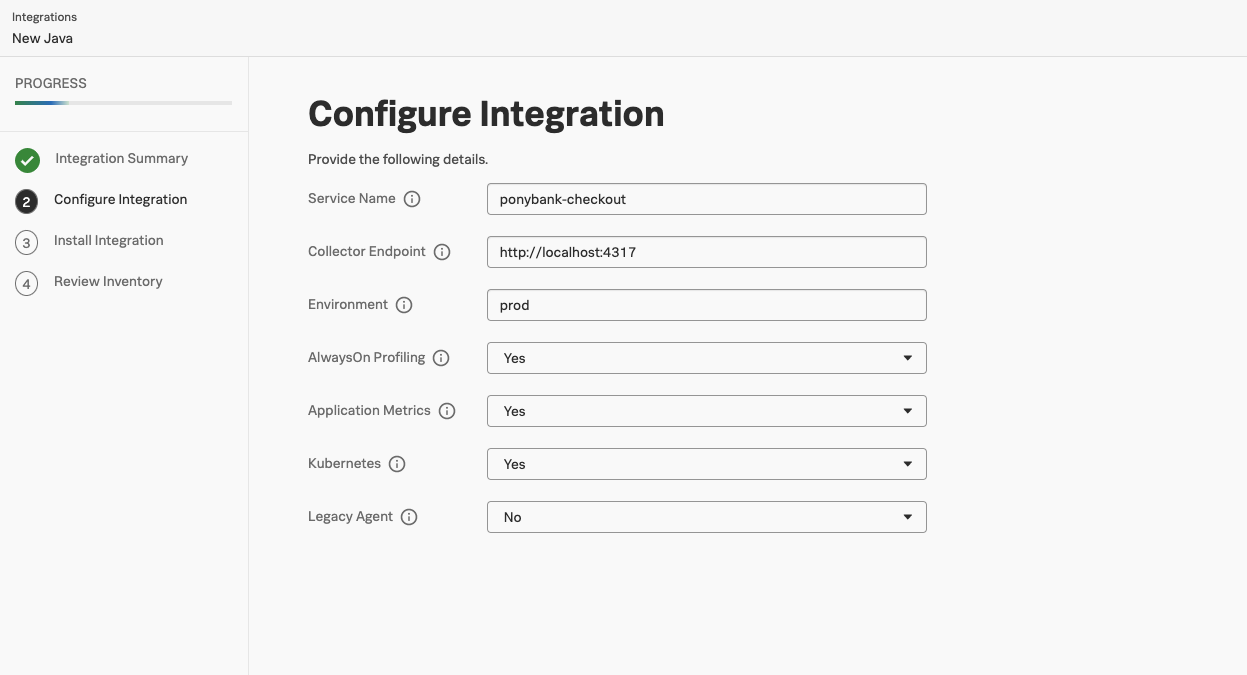 Integrations
New Java
PROGRESS
Integration Summary
2 Configure Integration
3 Install Integration
4 Review Inventory
Configure Integration
Provide the following details.
Service Name ponybank-checkout
Collector Endpoint http://localhost:4317
Environment prod
AlwaysOn Profiling Yes
Application Metrics Yes
Kubernetes Yes
Legacy Agent No